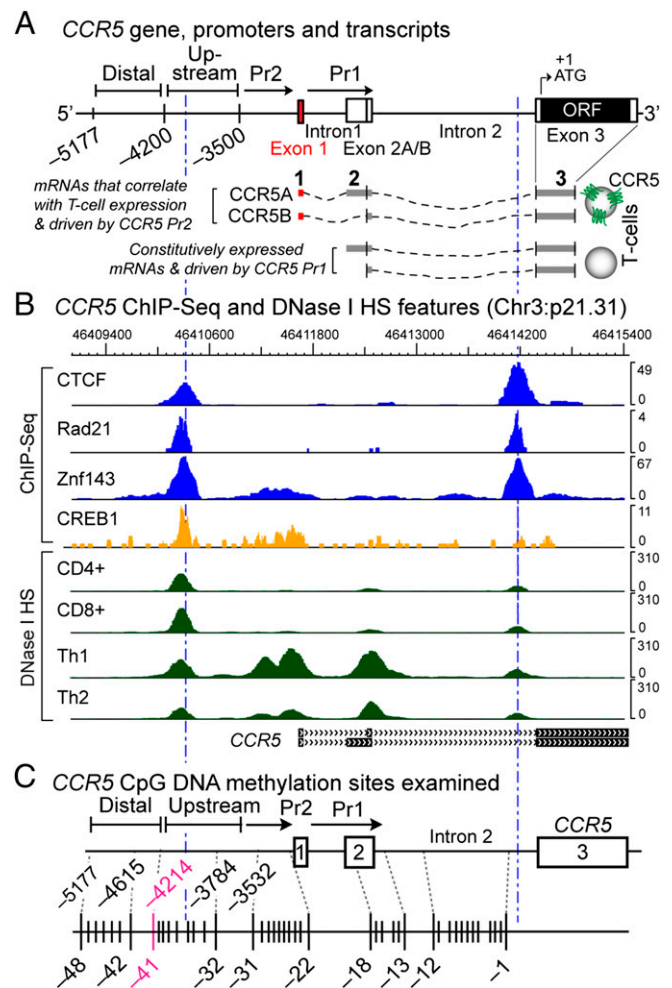 A CCR5 gene, promoters and transcripts
Distal
Up-
stream
Pr2
Pr1
+1
ATG
5'
ORF
3'
–5177
–4200
–3500
Exon 1
Intron1
Exon 2A/B
Intron 2
Exon 3
mRNAs that correlate
with T-cell expression
& driven by CCR5 Pr2
1
2
3
CCR5A
CCR5B
CCR5
T-cells
Constitutively expressed
mRNAs & driven by CCR5 Pr1
B CCR5 ChIP-Seq and DNase I HS features (Chr3:p21.31)
46409400 46410600 46411800 46413000 46414200 46415400
ChIP-Seq
CTCF 49 0
Rad21 4 0
Znf143 67 0
CREB1 11 0
DNase I HS
CD4+ 310 0
CD8+ 310 0
Th1 310 0
Th2 310 0
CCR5
C CCR5 CpG DNA methylation sites examined
Distal
Upstream
Pr2
Pr1
Intron 2
CCR5
1
2
3
–5177
–4615
–4214
–3784
–3532
–48
–42
–41
–32
–31
–22
–18
–13
–12
–1